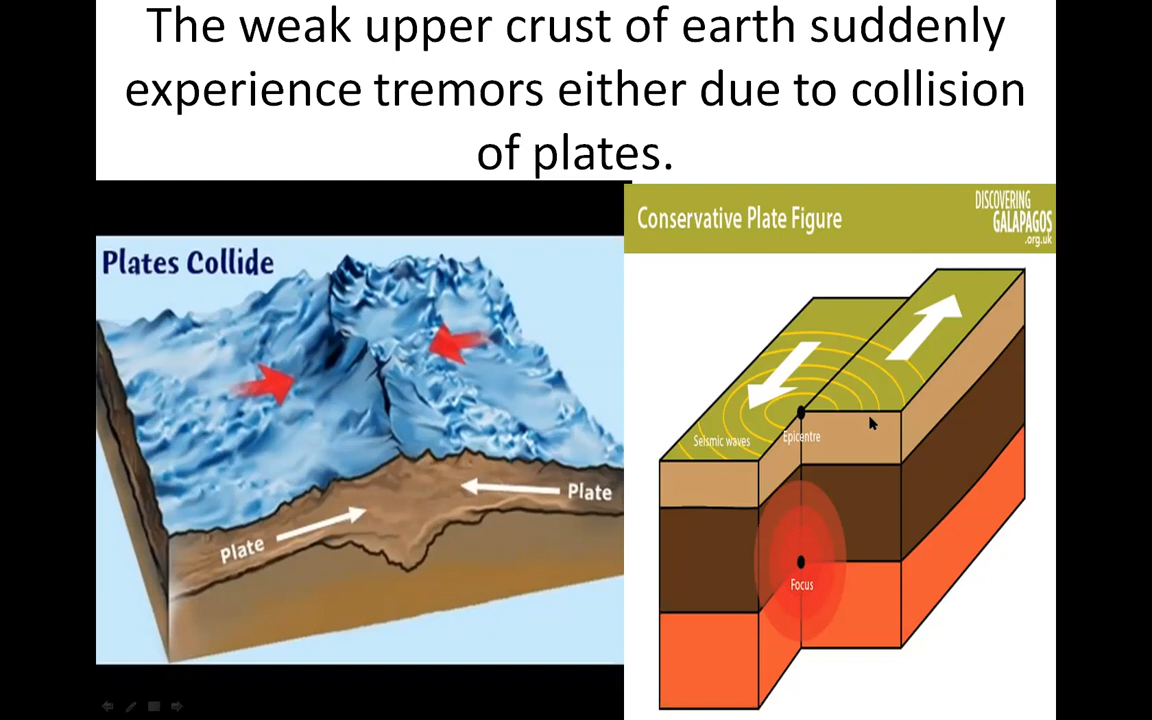 The weak upper crust of earth suddenly
experience tremors either due to collision
of plates.
Plates Collide
Plate
Plate
Conservative Plate Figure
DISCOVERING
GALAPAGOS
.org.uk
Seismic waves
Epicentre
Focus